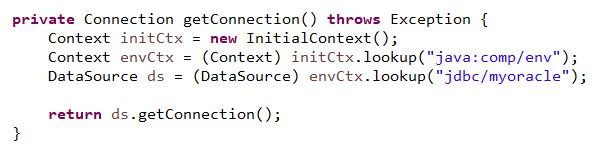 private Connection getConnection() throws Exception {
    Context initCtx = new InitialContext();
    Context envCtx = (Context) initCtx.lookup("java:comp/env");
    DataSource ds = (DataSource) envCtx.lookup("jdbc/myoracle");

    return ds.getConnection();
}